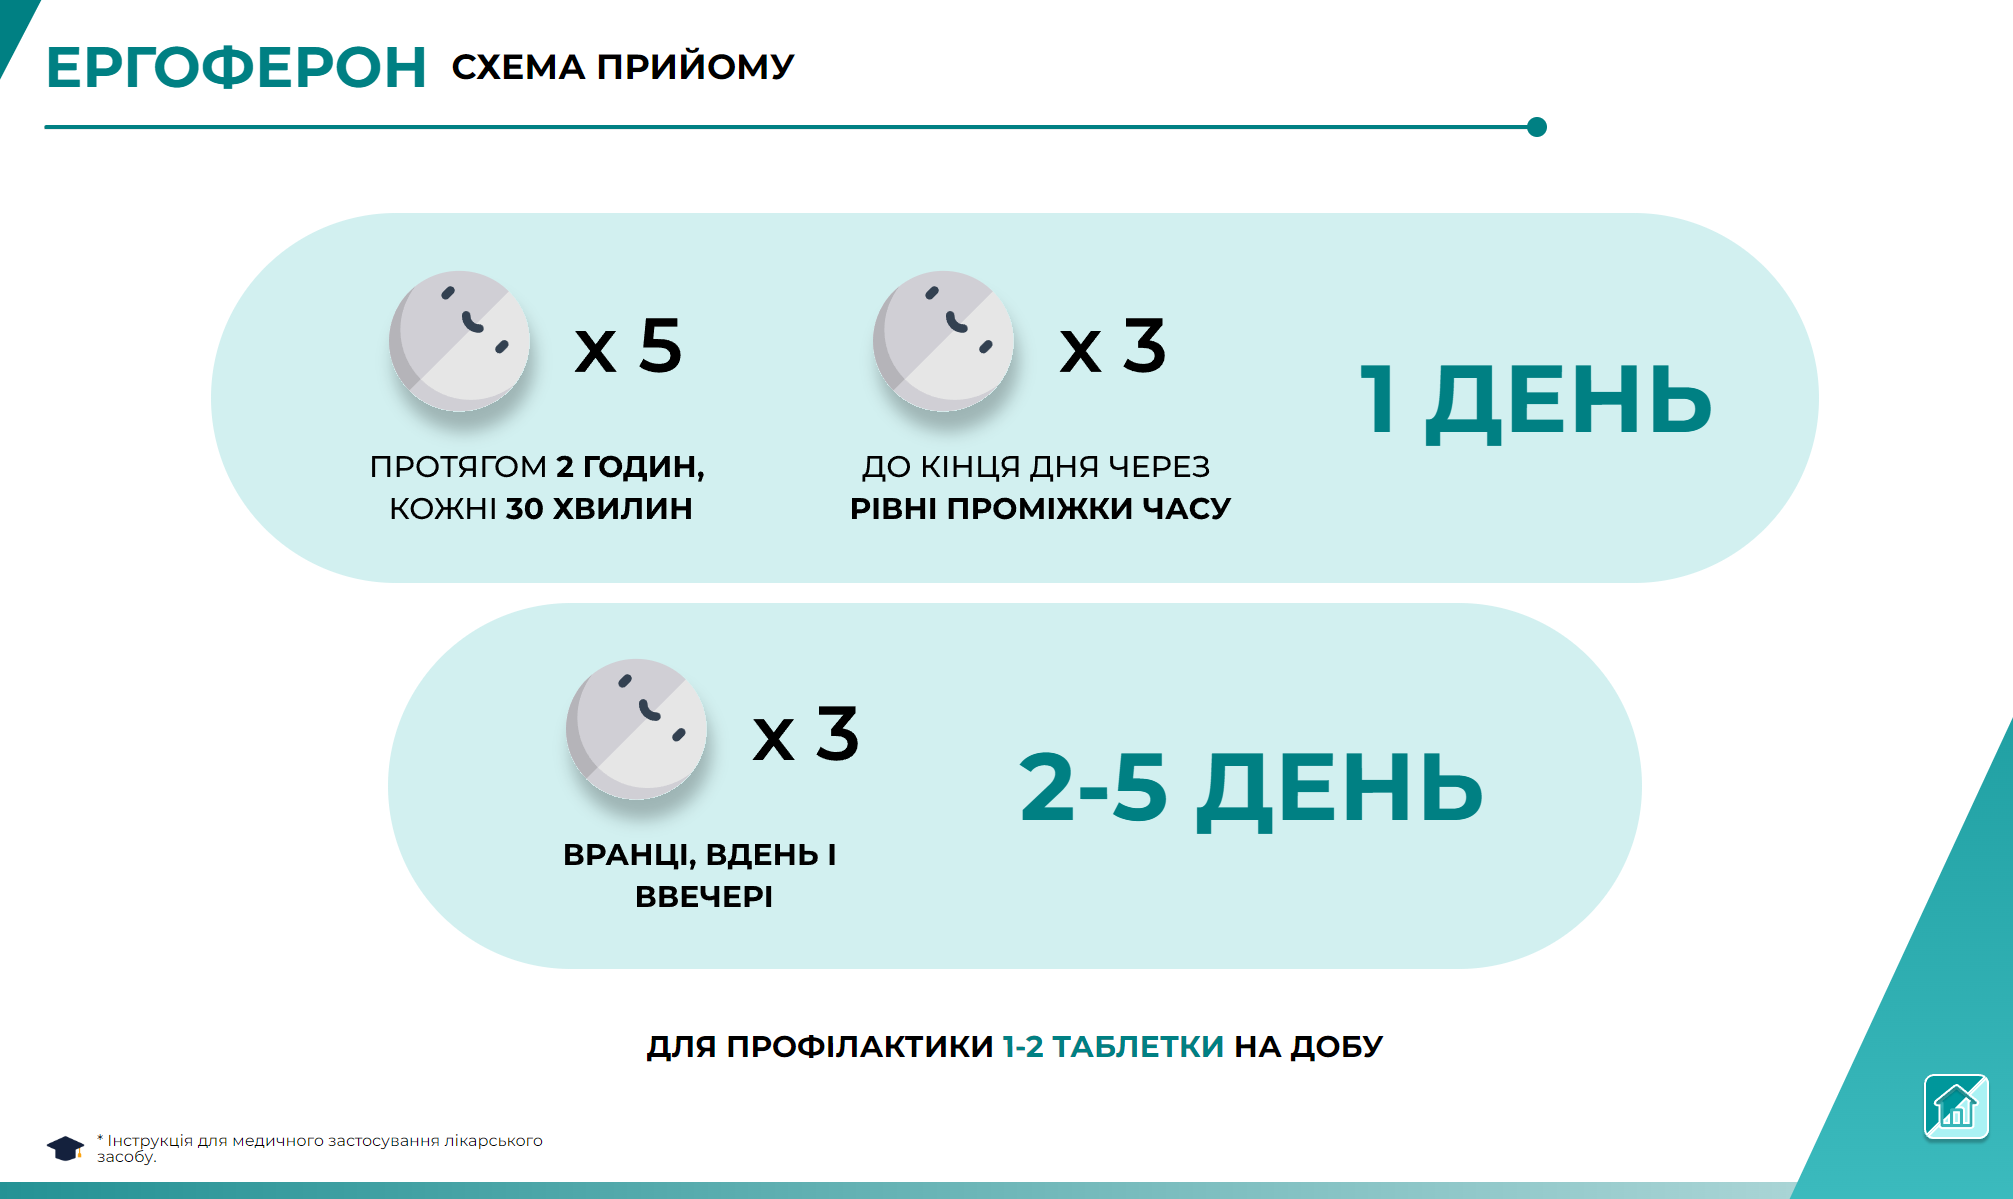 ЕРГОФЕРОН СХЕМА ПРИЙОМУ
х 5
ПРОТЯГОМ 2 ГОДИН,
КОЖНІ 30 ХВИЛИН
х 3
ДО КІНЦЯ ДНЯ ЧЕРЕЗ
РІВНІ ПРОМІЖКИ ЧАСУ
1 ДЕНЬ
х 3
ВРАНЦІ, ВДЕНЬ І
ВВЕЧЕРІ
2-5 ДЕНЬ
ДЛЯ ПРОФІЛАКТИКИ 1-2 ТАБЛЕТКИ НА ДОБУ
* Інструкція для медичного застосування лікарського
засобу.